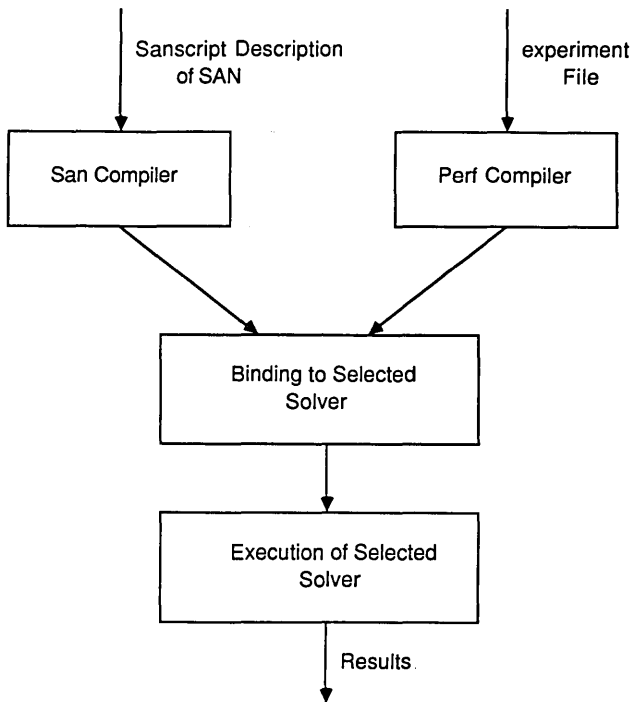 Sanscript Description
of SAN
experiment
File
San Compiler
Perf Compiler
Binding to Selected
Solver
Execution of Selected
Solver
Results